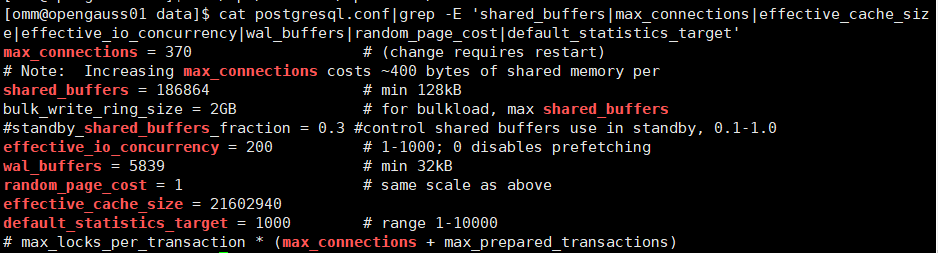 [omm@opengauss01 data]$ cat postgresql.conf|grep -E 'shared_buffers|max_connections|effective_cache_siz
e|effective_io_concurrency|wal_buffers|random_page_cost|default_statistics_target'
max_connections = 370                   # (change requires restart)
# Note:  Increasing max_connections costs ~400 bytes of shared memory per
shared_buffers = 186864                 # min 128kB
bulk_write_ring_size = 2GB              # for bulkload, max shared_buffers
#standby_shared_buffers_fraction = 0.3 #control shared buffers use in standby, 0.1-1.0
effective_io_concurrency = 200          # 1-1000; 0 disables prefetching
wal_buffers = 5839                      # min 32kB
random_page_cost = 1                    # same scale as above
effective_cache_size = 21602940
default_statistics_target = 1000        # range 1-10000
# max_locks_per_transaction * (max_connections + max_prepared_transactions)